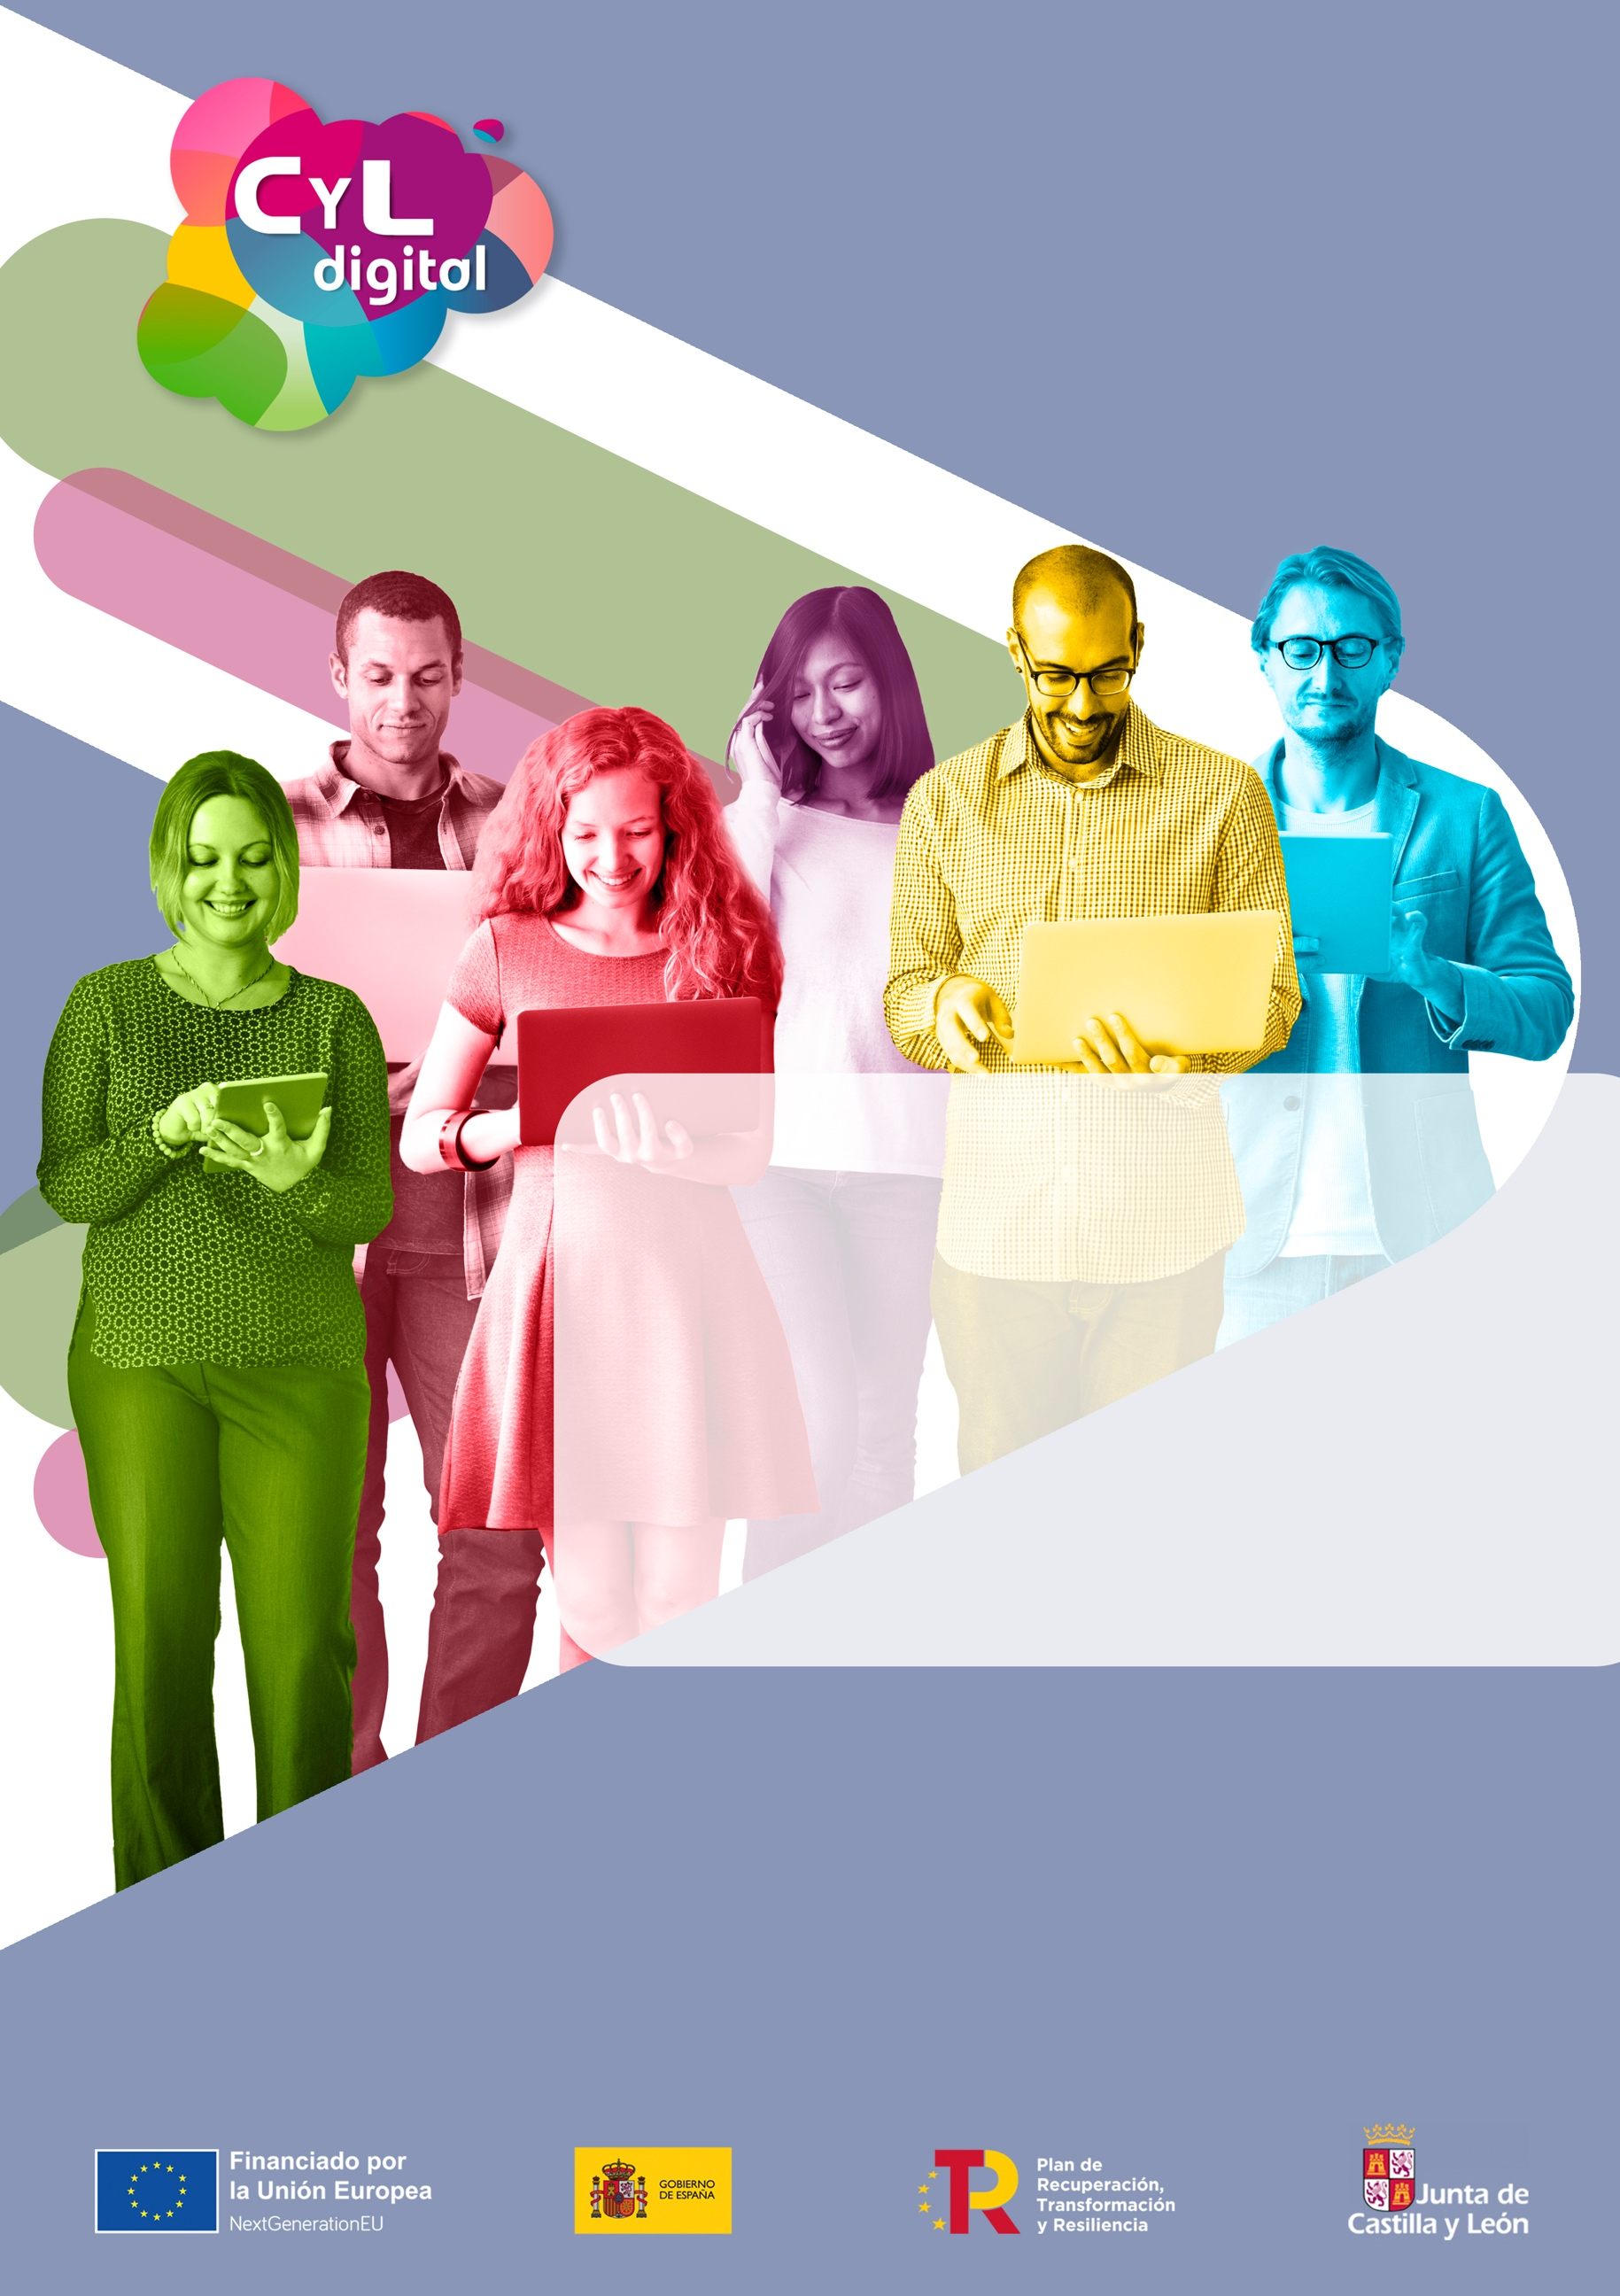 CYL
digital
Financiado por
la Unión Europea
NextGenerationEU
GOBIERNO
DE ESPAÑA
Plan de
Recuperación,
Transformación
y Resiliencia
Junta de
Castilla y León